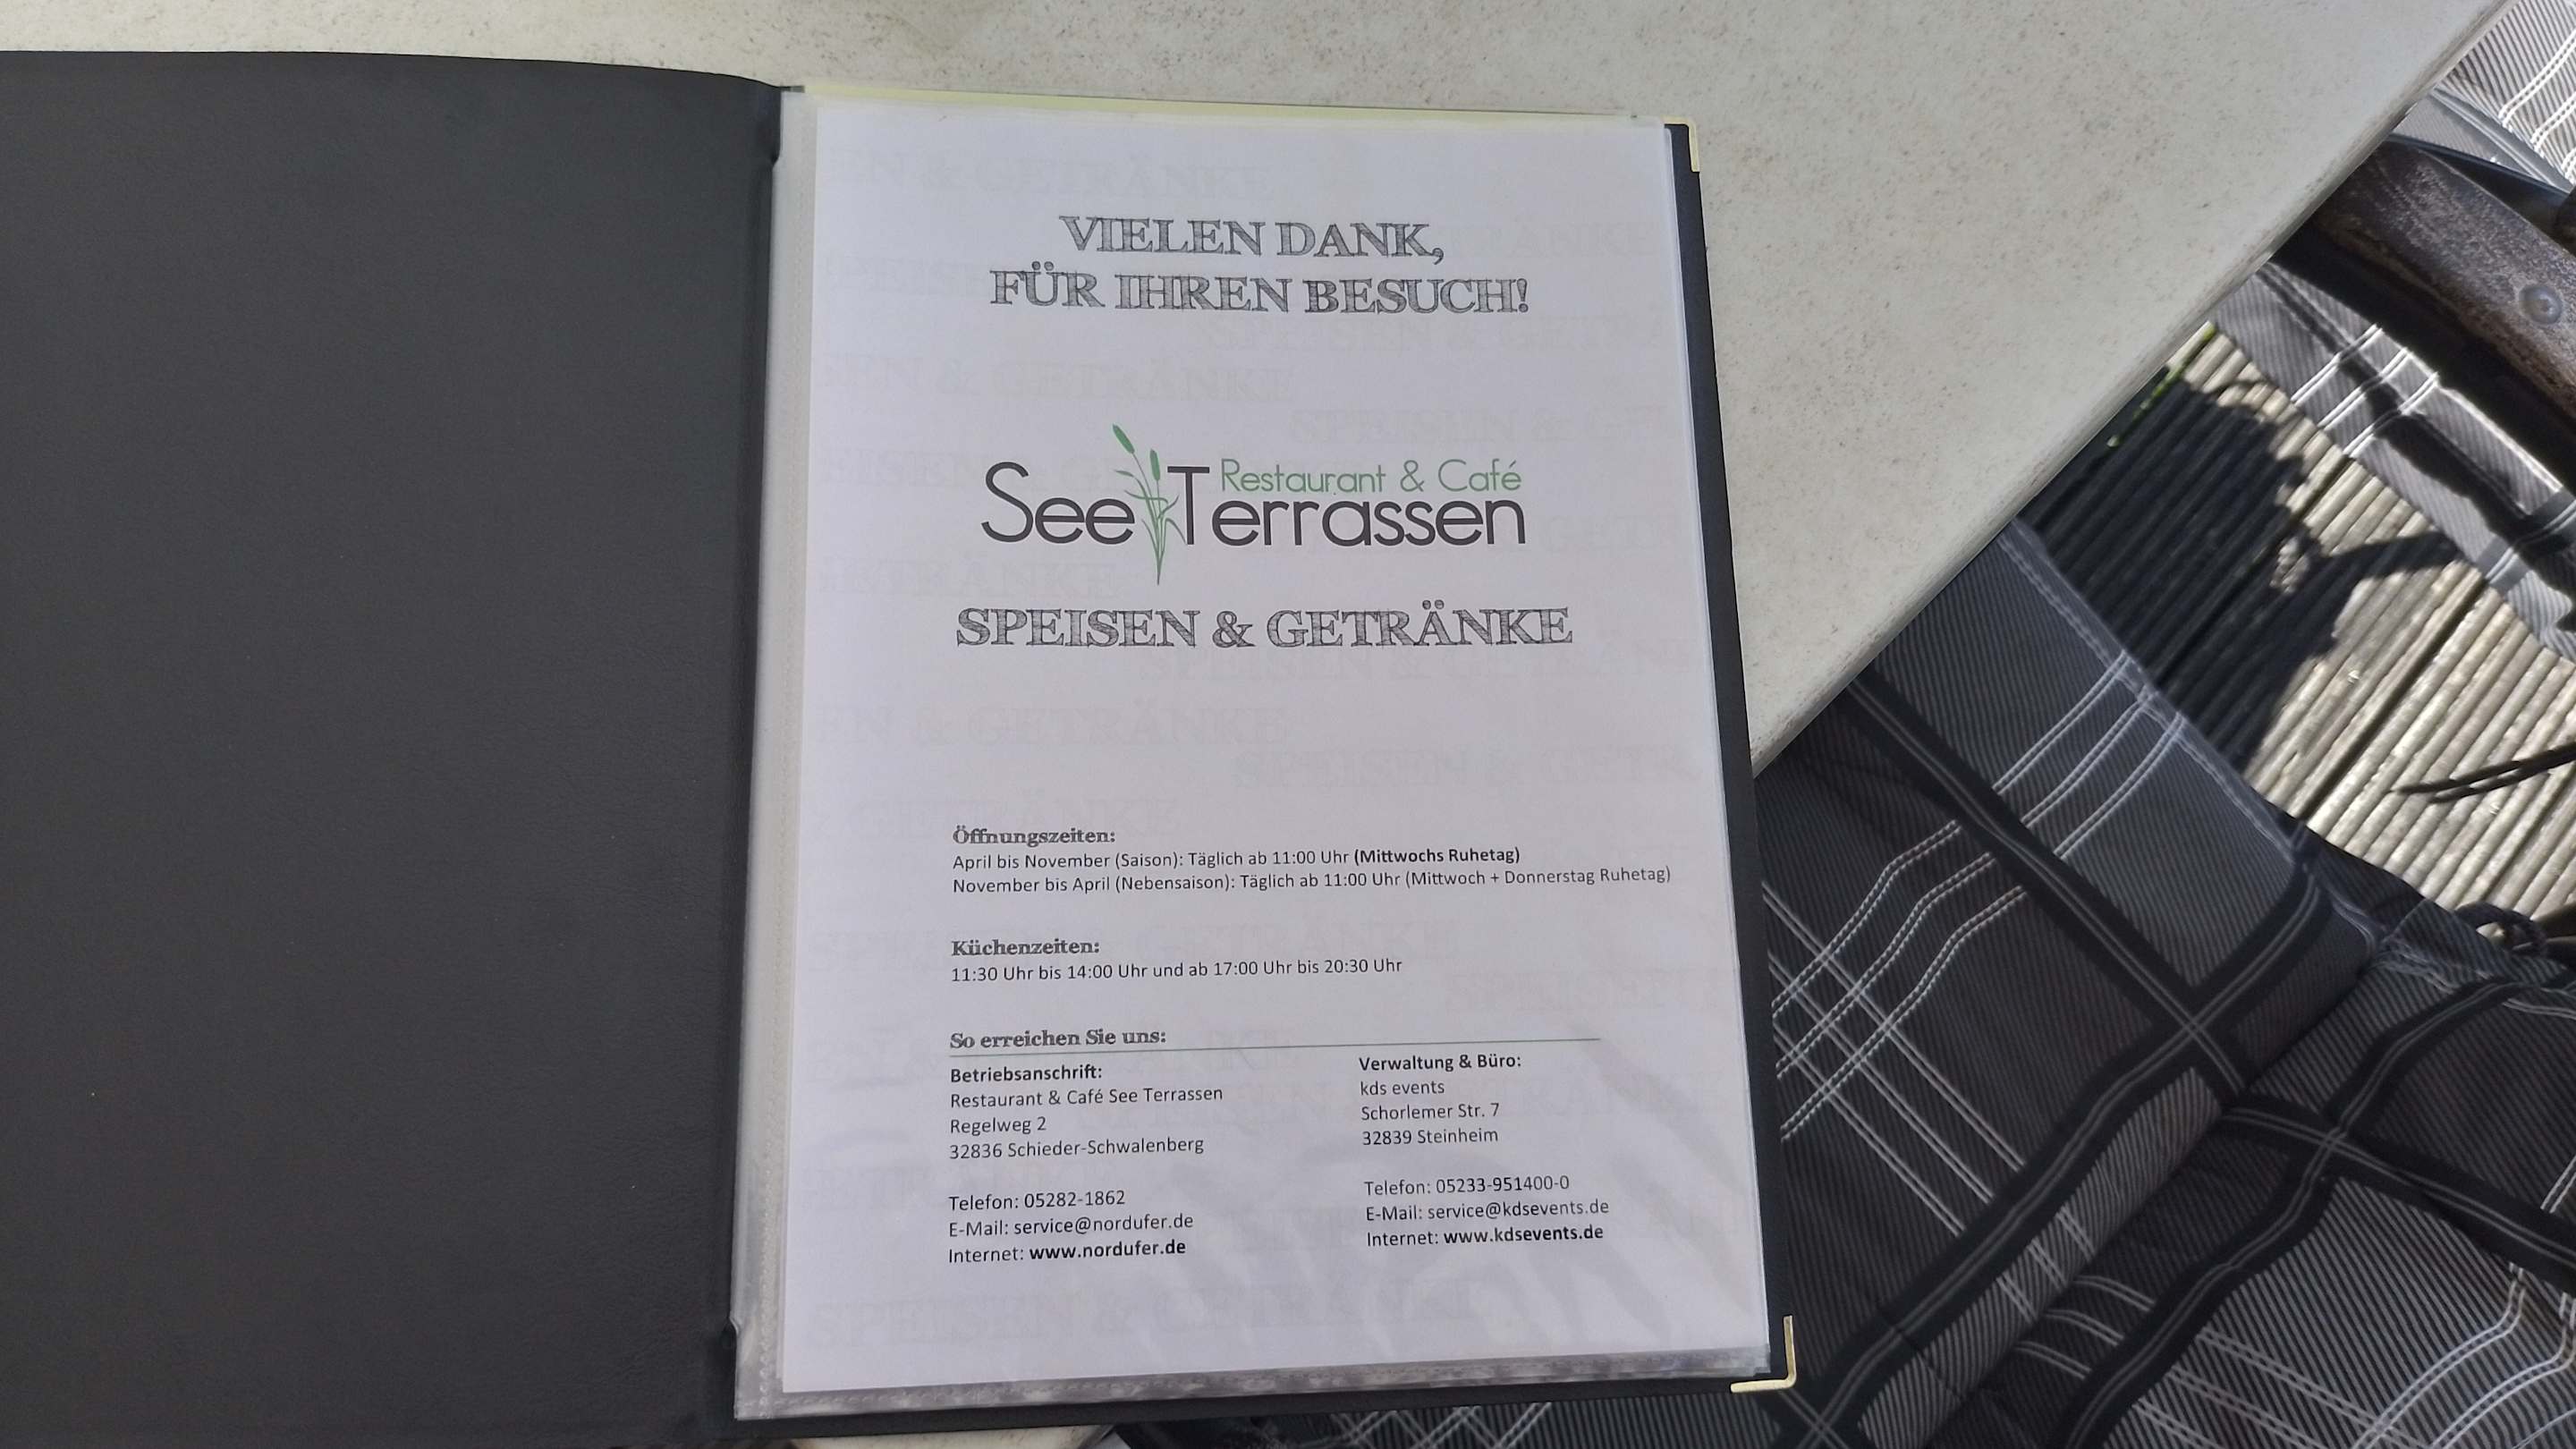 VIELEN DANK,
FÜR IHREN BESUCH!
Restaurant & Café
See Terrassen
SPEISEN & GETRÄNKE
Öffnungszeiten:
April bis November (Saison): Täglich ab 11:00 Uhr (Mittwochs Ruhetag)
November bis April (Nebensaison): Täglich ab 11:00 Uhr (Mittwoch + Donnerstag Ruhetag)
Küchenzeiten:
11:30 Uhr bis 14:00 Uhr und ab 17:00 Uhr bis 20:30 Uhr
So erreichen Sie uns:
Betriebsanschrift:
Restaurant & Café See Terrassen
Regelweg 2
32836 Schieder-Schwalenberg
Telefon: 05282-1862
E-Mail: service@nordufer.de
Internet: www.nordufer.de
Verwaltung & Büro:
kds events
Schorlemer Str. 7
32839 Steinheim
Telefon: 05233-951400-0
E-Mail: service@kdsevents.de
Internet: www.kdsevents.de